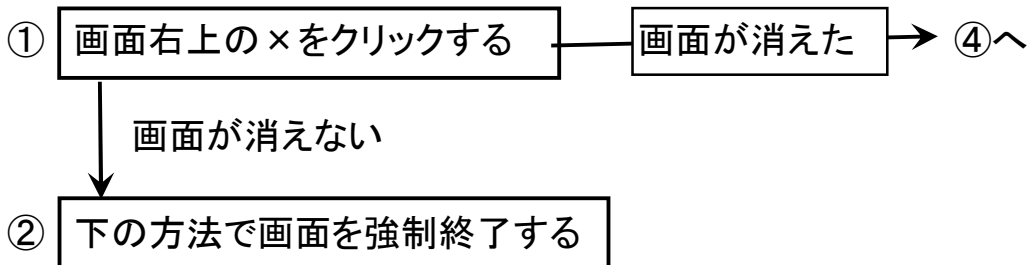 ① 画面右上の×をクリックする 画面が消えた ④へ
画面が消えない
② 下の方法で画面を強制終了する